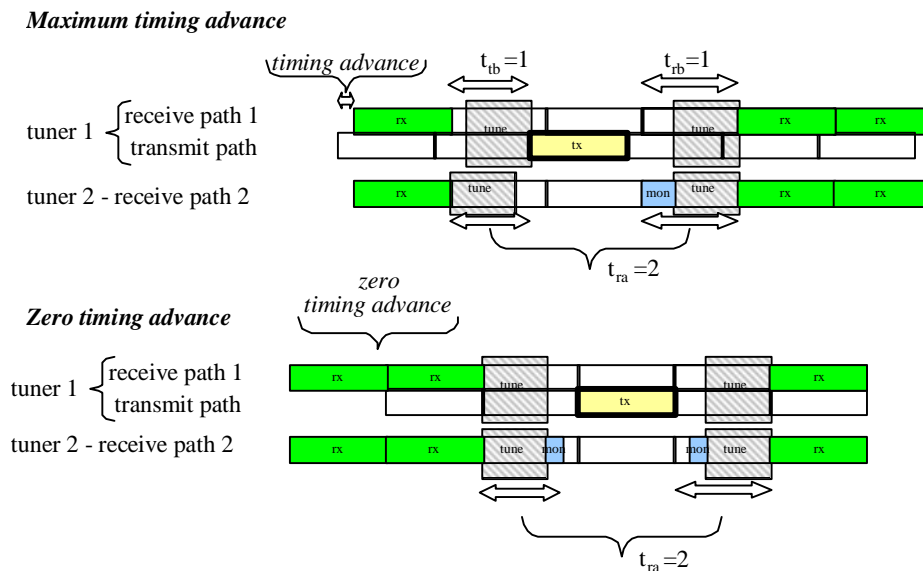 Maximum timing advance
timing advance
t_tb=1
t_rb=1
tuner 1
receive path 1
transmit path
rx
tune
tune
rx
rx
tx
tuner 2 - receive path 2
rx
tune
mon
tune
rx
rx
t_ra=2
zero
timing advance
Zero timing advance
tuner 1
receive path 1
transmit path
rx
rx
tune
tune
rx
tx
tuner 2 - receive path 2
rx
rx
tune
mon
mon
tune
rx
t_ra=2